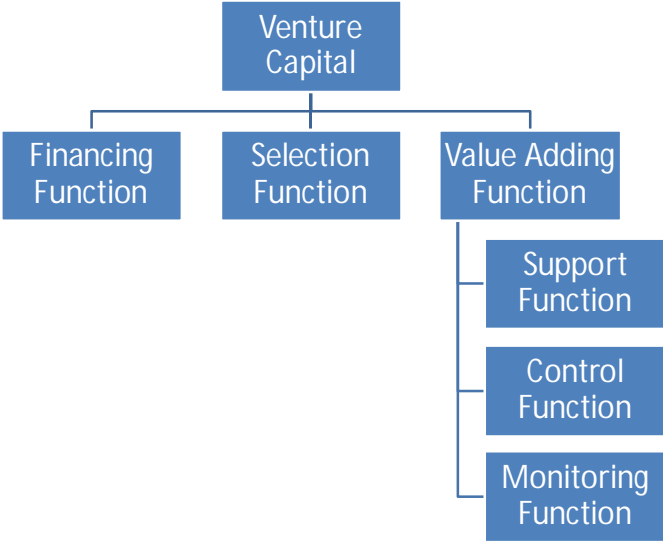 Venture
Capital
Financing
Function
Selection
Function
Value Adding
Function
Support
Function
Control
Function
Monitoring
Function